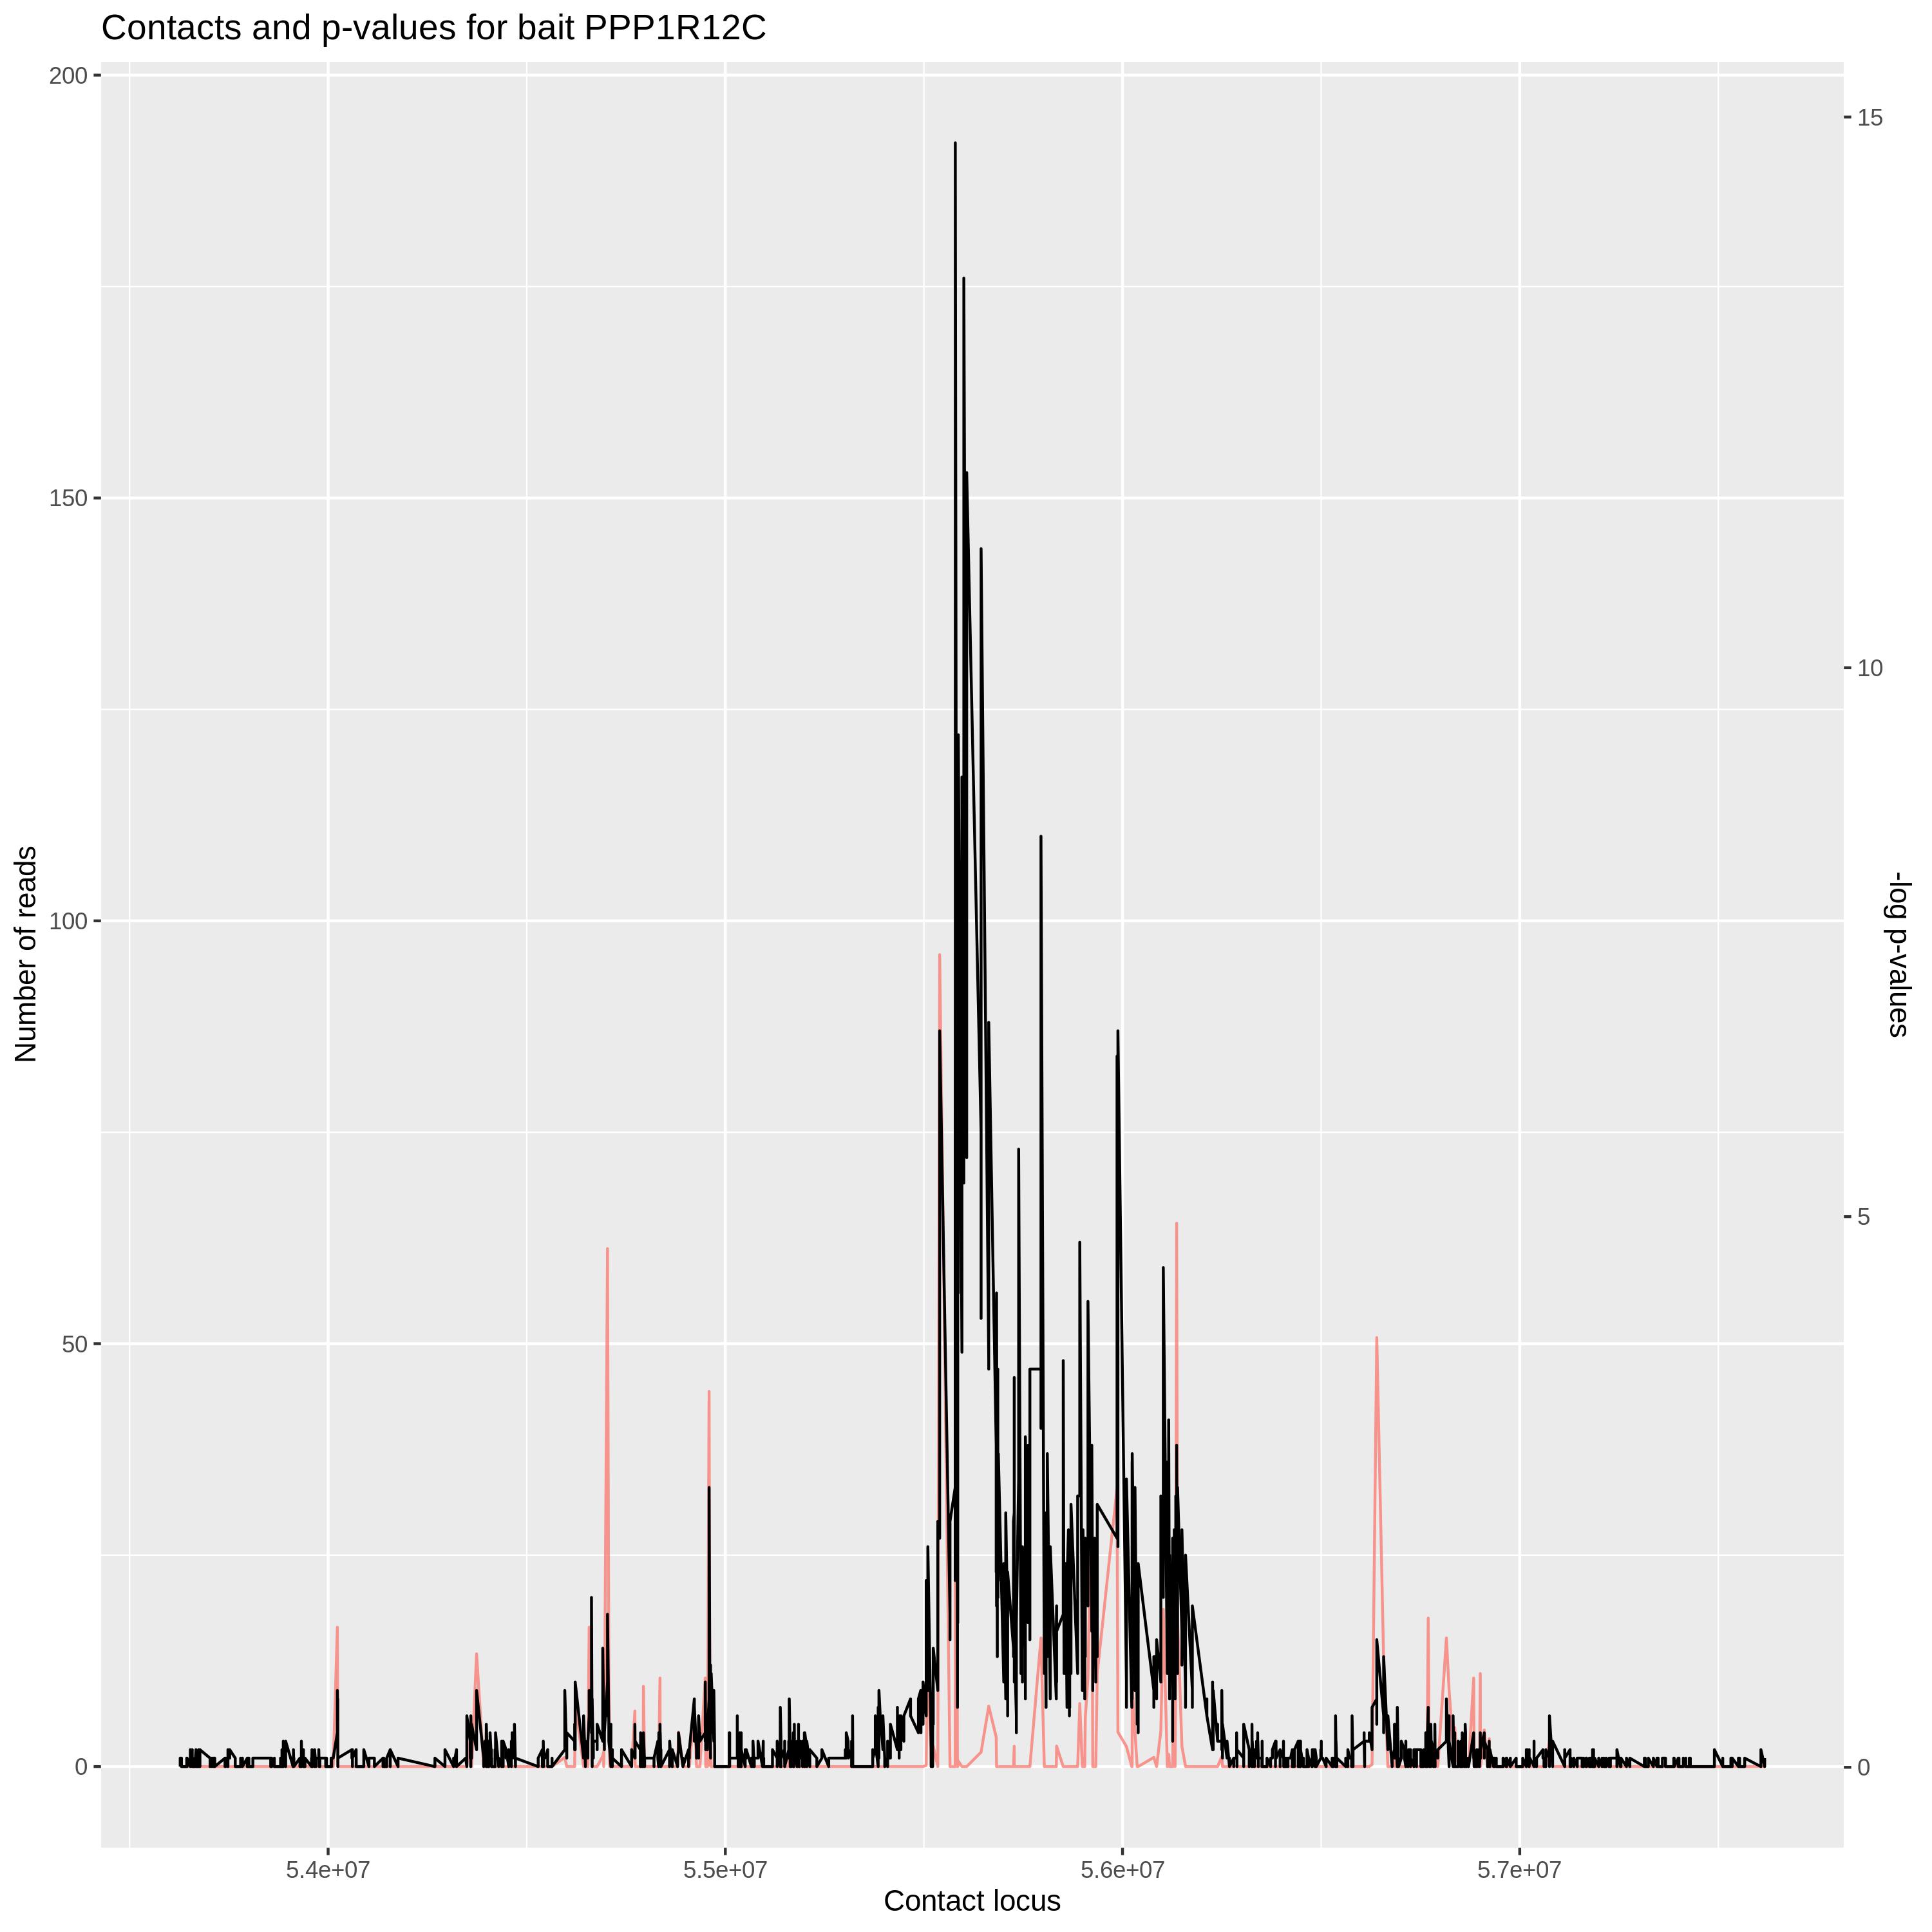 Contacts and p-values for bait PPP1R12C
200
150
100
50
0
Number of reads
15
10
5
0
-log p-values
5.4e+07 5.5e+07 5.6e+07 5.7e+07
Contact locus